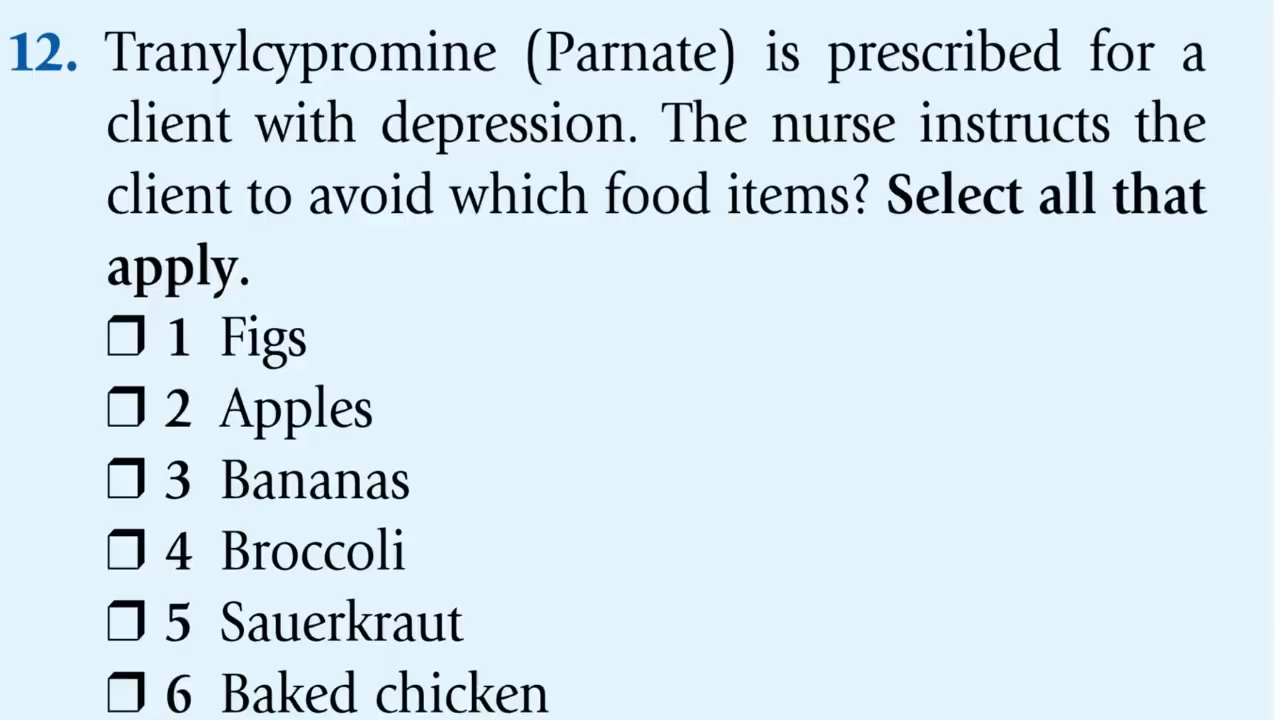 12. Tranylcypromine (Parnate) is prescribed for a
client with depression. The nurse instructs the
client to avoid which food items? Select all that
apply.
❒ 1 Figs
❒ 2 Apples
❒ 3 Bananas
❒ 4 Broccoli
❒ 5 Sauerkraut
❒ 6 Baked chicken